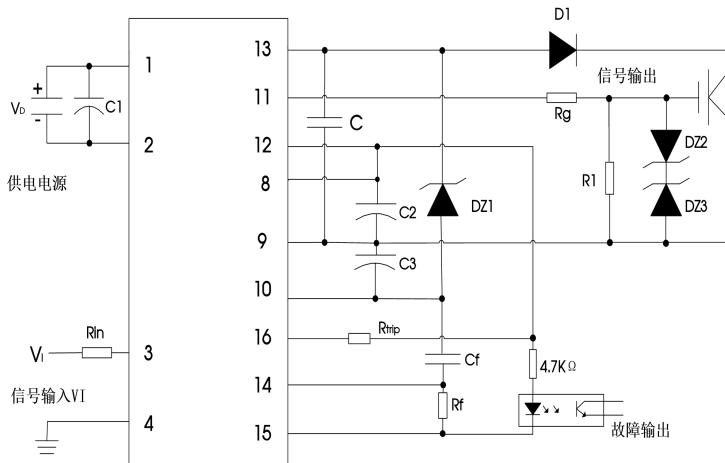 D1
13
1
信号输出
+
C1
11
VD
Rg
-
C
12
2
DZ2
8
R1
供电电源
C2
DZ1
DZ3
9
C3
10
Rin
Rtrip
16
VI
3
Cf
4.7KΩ
信号输入VI
14
Rf
4
15
故障输出